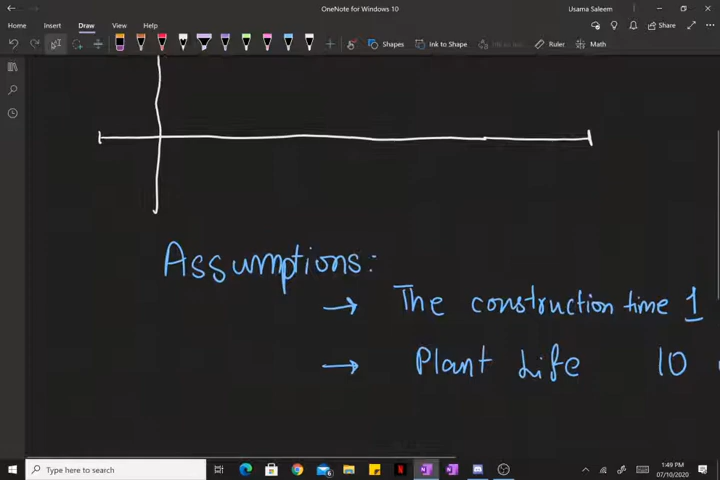 OneNote for Windows 10
Usama Saleem
Home Insert Draw View Help
Share
Shapes Ink to Shape Ruler Math
Assumptions:
→ The construction time 1
→ Plant Life 10
Type here to search
6
1:49 PM
07/10/2020